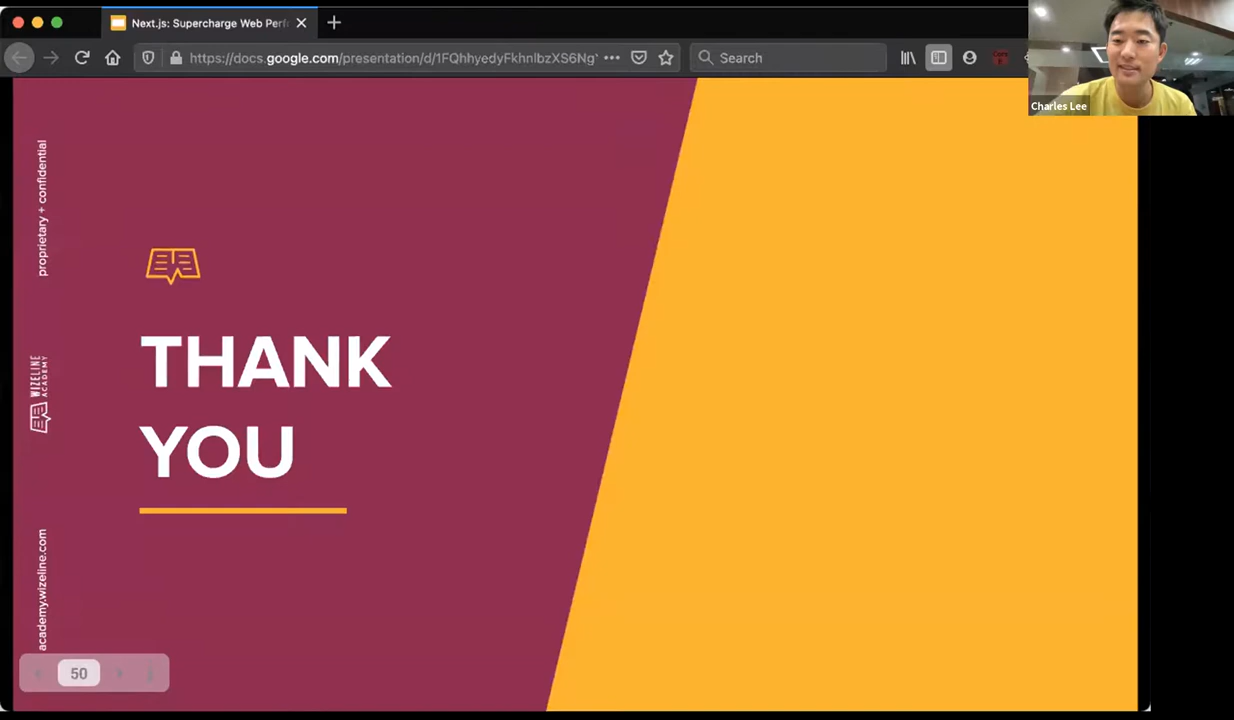 Next.js: Supercharge Web Perf
https://docs.google.com/presentation/d/1FQhhyedyFkhnlbzXS6Ng
Search
Charles Lee
proprietary + confidential
WIZELINE
ACADEMY
academy.wizeline.com
THANK
YOU
50